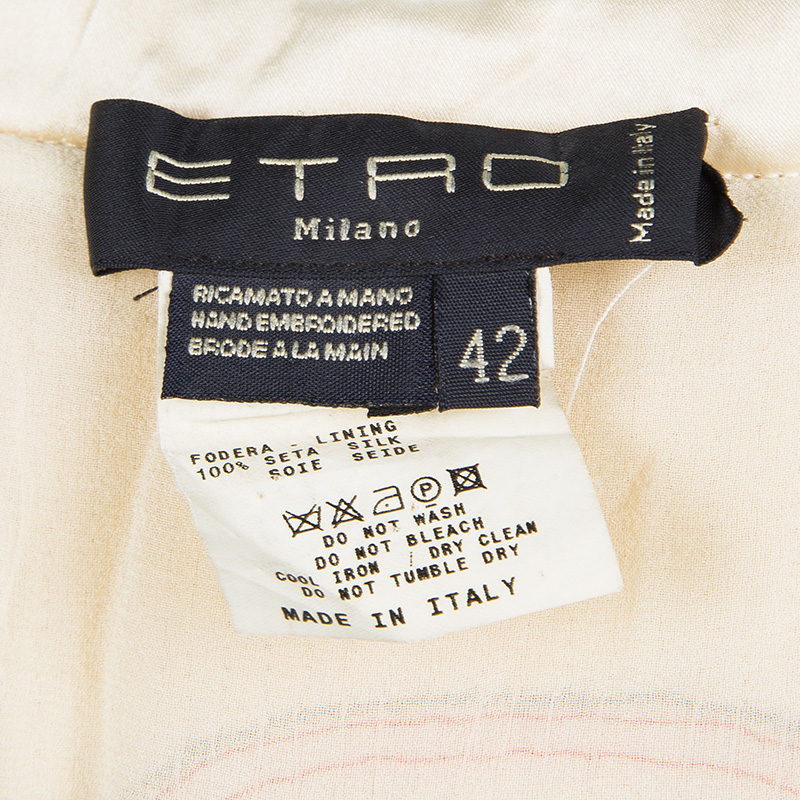 ETRO
Milano
Made in Italy
RICAMATO A MANO
HAND EMBROIDERED
BRODE A LA MAIN
42
FODERA - LINING
100% SETA SILK
SOIE SEIDE
P
DO NOT WASH
DO NOT BLEACH
COOL IRON / DRY CLEAN
DO NOT TUMBLE DRY
MADE IN ITALY